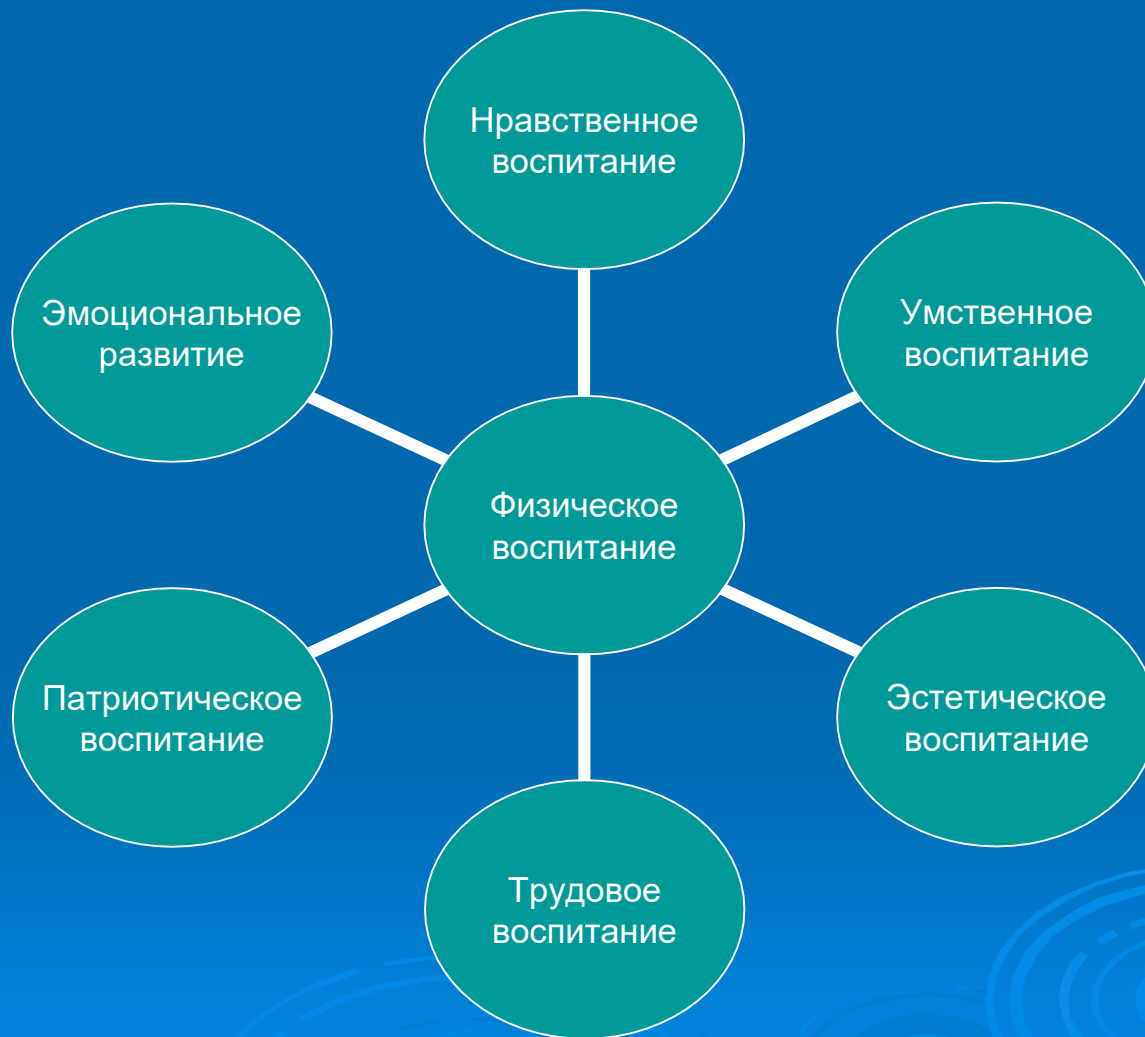 Нравственное
воспитание
Эмоциональное
развитие
Умственное
воспитание
Физическое
воспитание
Патриотическое
воспитание
Эстетическое
воспитание
Трудовое
воспитание